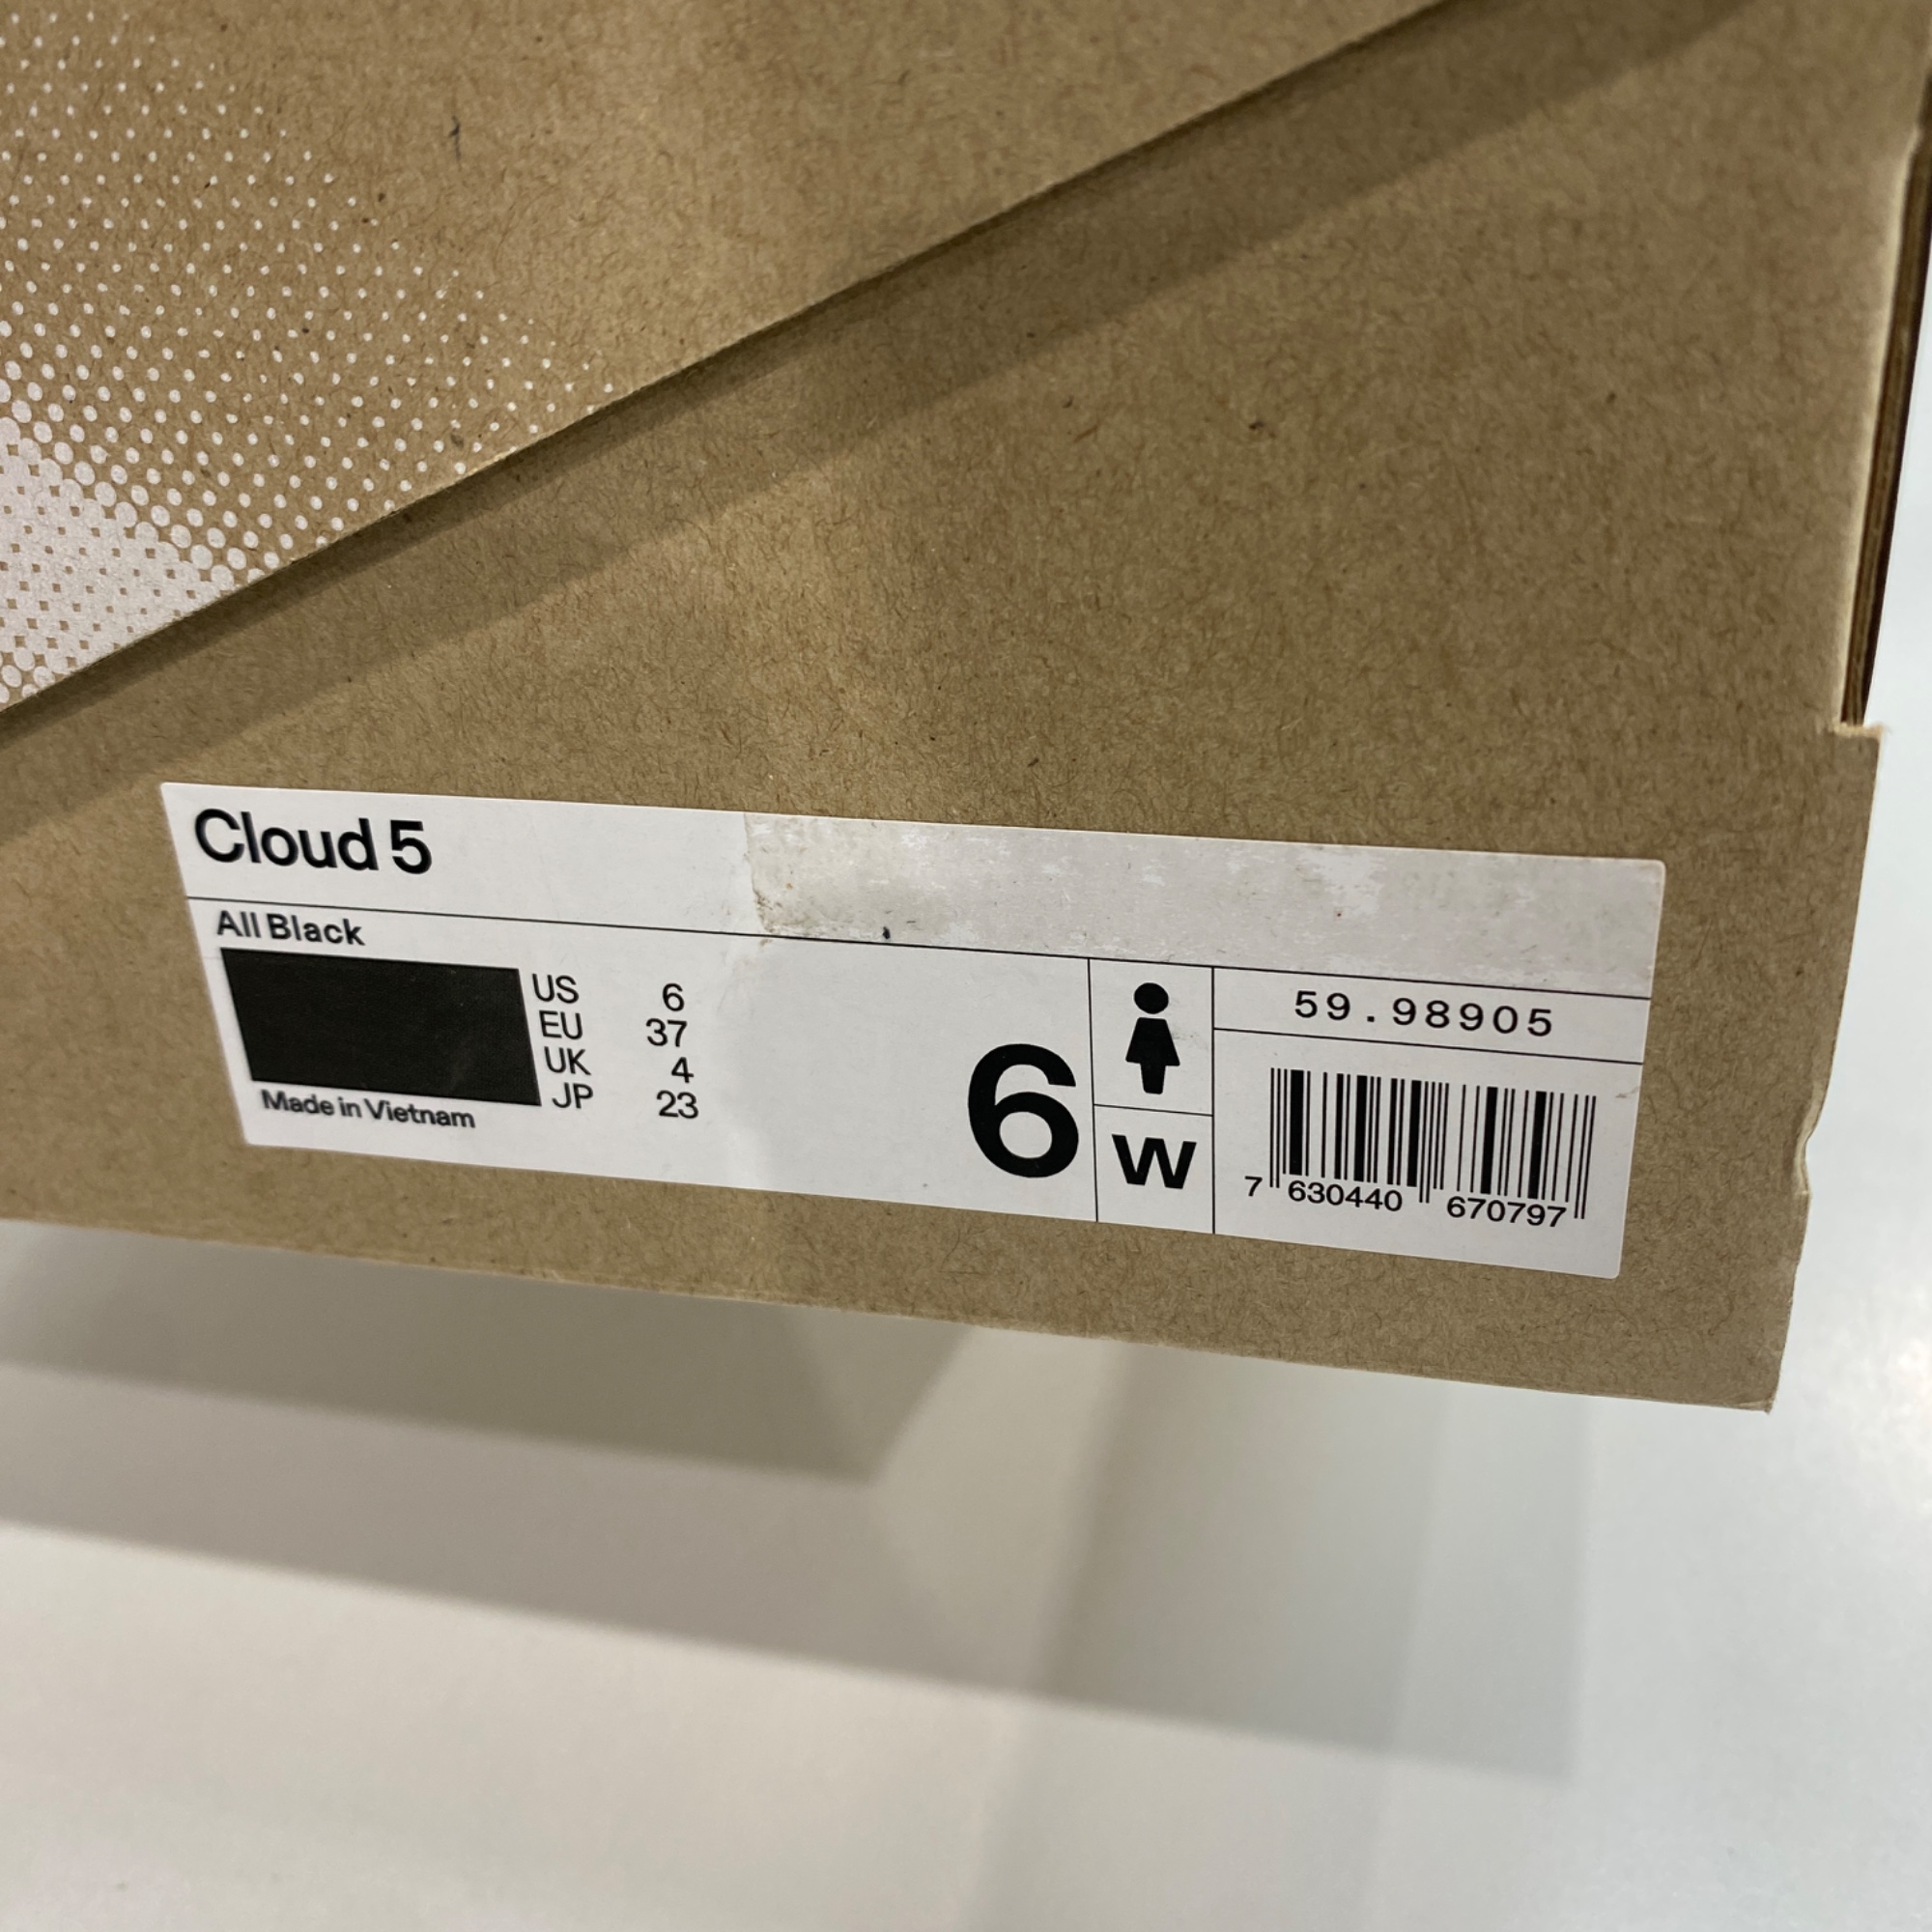 Cloud 5
All Black
US 6
EU 37
UK 4
JP 23
Made in Vietnam
6
W
59.98905
7 630440 670797